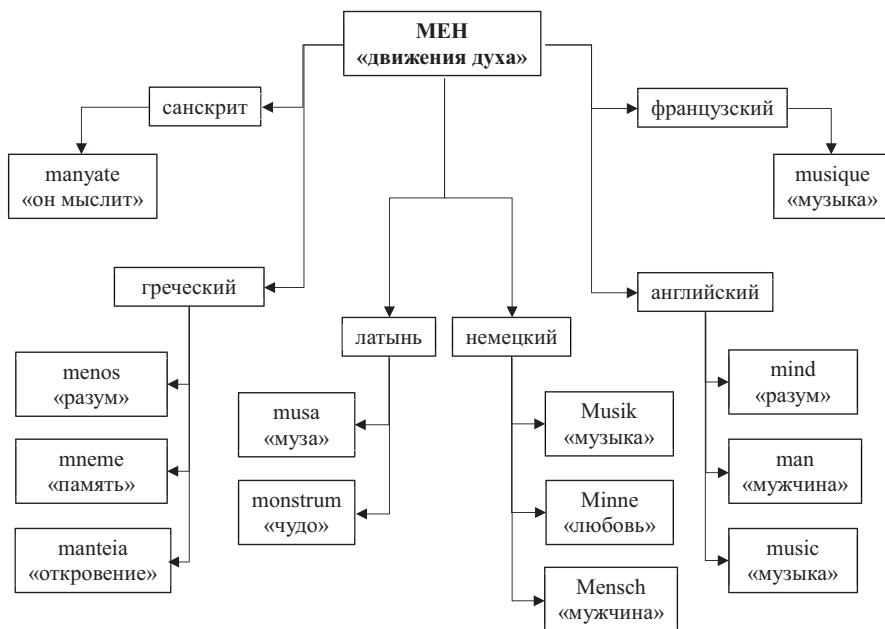 МЕН
«движения духа»
санскрит
французский
manyate
«он мыслит»
musique
«музыка»
греческий
английский
латынь
немецкий
menos
«разум»
mind
«разум»
musa
«муза»
Musik
«музыка»
mneme
«память»
man
«мужчина»
monstrum
«чудо»
Minne
«любовь»
manteia
«откровение»
music
«музыка»
Mensch
«мужчина»